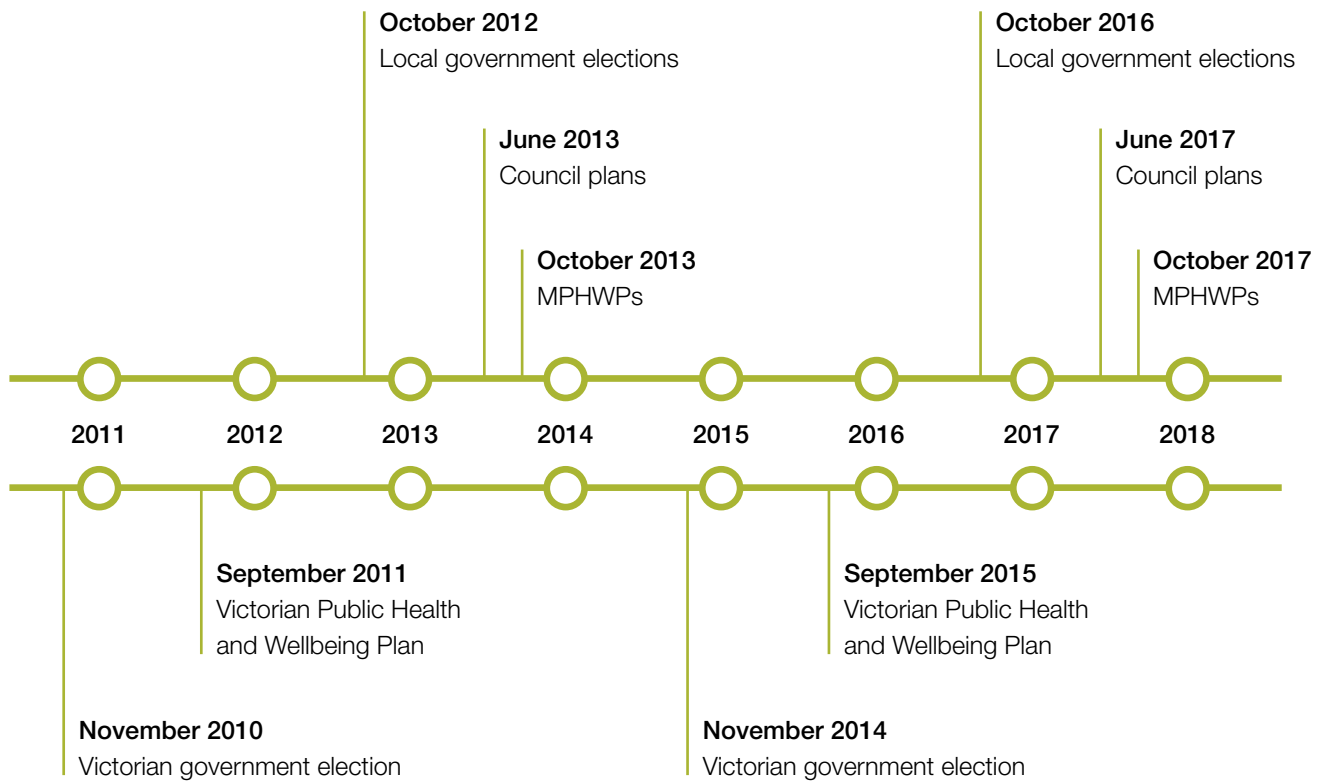 October 2012
Local government elections
October 2016
Local government elections
June 2013
Council plans
June 2017
Council plans
October 2013
MPHWPs
October 2017
MPHWPs
2011
2012
2013
2014
2015
2016
2017
2018
September 2011
Victorian Public Health
and Wellbeing Plan
September 2015
Victorian Public Health
and Wellbeing Plan
November 2010
Victorian government election
November 2014
Victorian government election